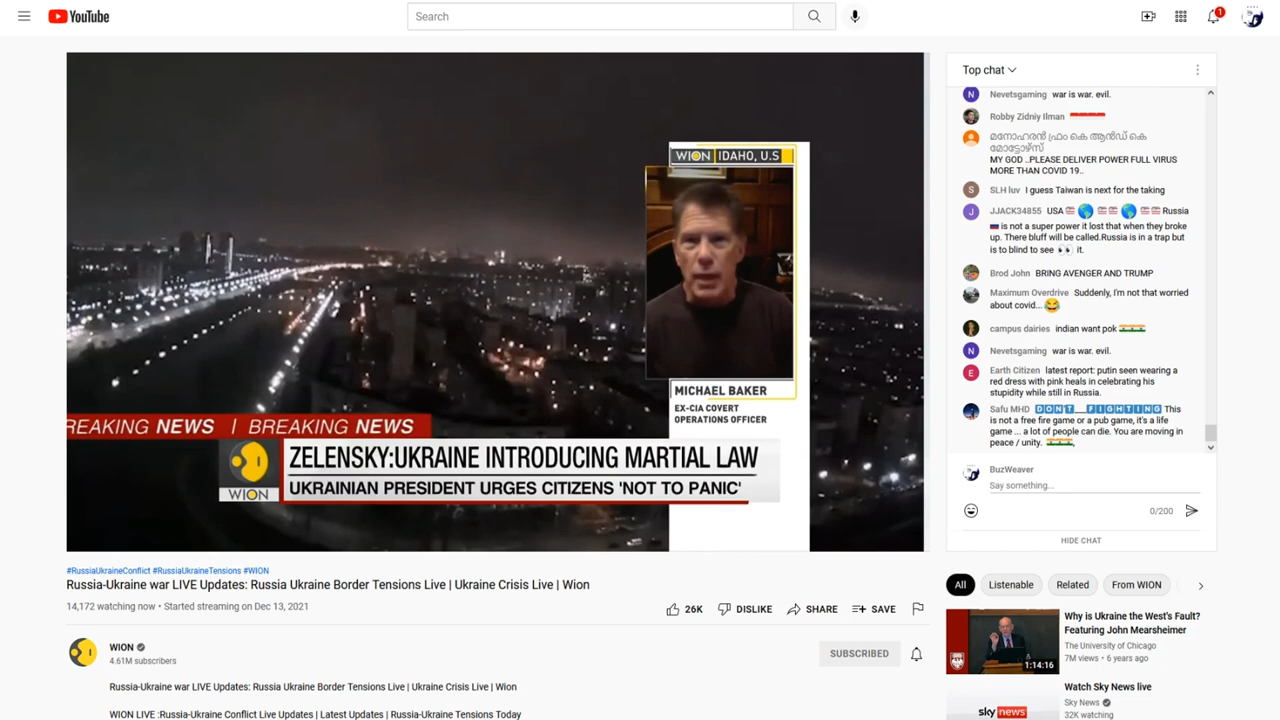 YouTube
Search
1
WION IDAHO, U.S
MICHAEL BAKER
EX-CIA COVERT
OPERATIONS OFFICER
REAKING NEWS | BREAKING NEWS
WION
ZELENSKY:UKRAINE INTRODUCING MARTIAL LAW
UKRAINIAN PRESIDENT URGES CITIZENS 'NOT TO PANIC'
#RussiaUkraineConflict #RussiaUkraineTensions #WION
Russia-Ukraine war LIVE Updates: Russia Ukraine Border Tensions Live | Ukraine Crisis Live | Wion
14,172 watching now • Started streaming on Dec 13, 2021
26K DISLIKE SHARE SAVE
WION
4.61M subscribers
SUBSCRIBED
Russia-Ukraine war LIVE Updates: Russia Ukraine Border Tensions Live | Ukraine Crisis Live | Wion
WION LIVE :Russia-Ukraine Conflict Live Updates | Latest Updates | Russia-Ukraine Tensions Today
Top chat
N Nevetsgaming war is war. evil.
Robby Zidniy Ilman
മനോഹരൻ ഫ്രം കെ ആൻഡ് കെ
മോട്ടോഴ്സ്
MY GOD ..PLEASE DELIVER POWER FULL VIRUS
MORE THAN COVID 19..
S SLH luv I guess Taiwan is next for the taking
J JJACK34855 USA 🇺🇸 🌎 🇺🇸 🇺🇸 🌎 🇺🇸 🇺🇸 Russia
🇷🇺 is not a super power it lost that when they broke
up. There bluff will be called.Russia is in a trap but
is to blind to see 👀 it.
Brod John BRING AVENGER AND TRUMP
Maximum Overdrive Suddenly, I'm not that worried
about covid... 😂
campus dairies indian want pok 🇮🇳🇮🇳
N Nevetsgaming war is war. evil.
E Earth Citizen latest report: putin seen wearing a
red dress with pink heals in celebrating his
stupidity while still in Russia.
Safu MHD DONT__FIGHTING This
is not a free fire game or a pub game, it's a life
game ... a lot of people can die. You are moving in
peace / unity. 🇮🇳🇮🇳
BuzWeaver
Say something...
0/200
HIDE CHAT
All Listenable Related From WION
Why is Ukraine the West's Fault?
Featuring John Mearsheimer
The University of Chicago
7M views • 6 years ago
1:14:16
Watch Sky News live
Sky News
32K watching
sky news